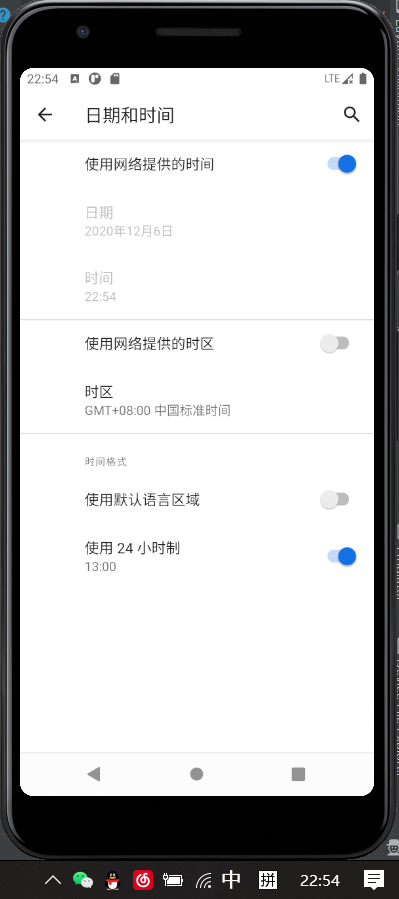 22:54
LTE
日期和时间
使用网络提供的时间
日期
2020年12月6日
时间
22:54
使用网络提供的时区
时区
GMT+08:00 中国标准时间
时间格式
使用默认语言区域
使用 24 小时制
13:00
中 拼 22:54